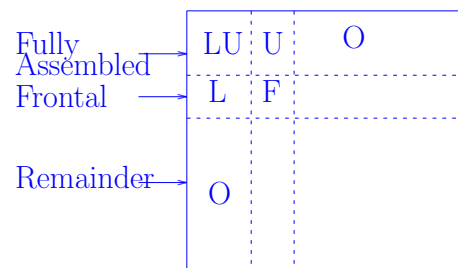 Fully LU U O
Assembled
Frontal L F
Remainder
O